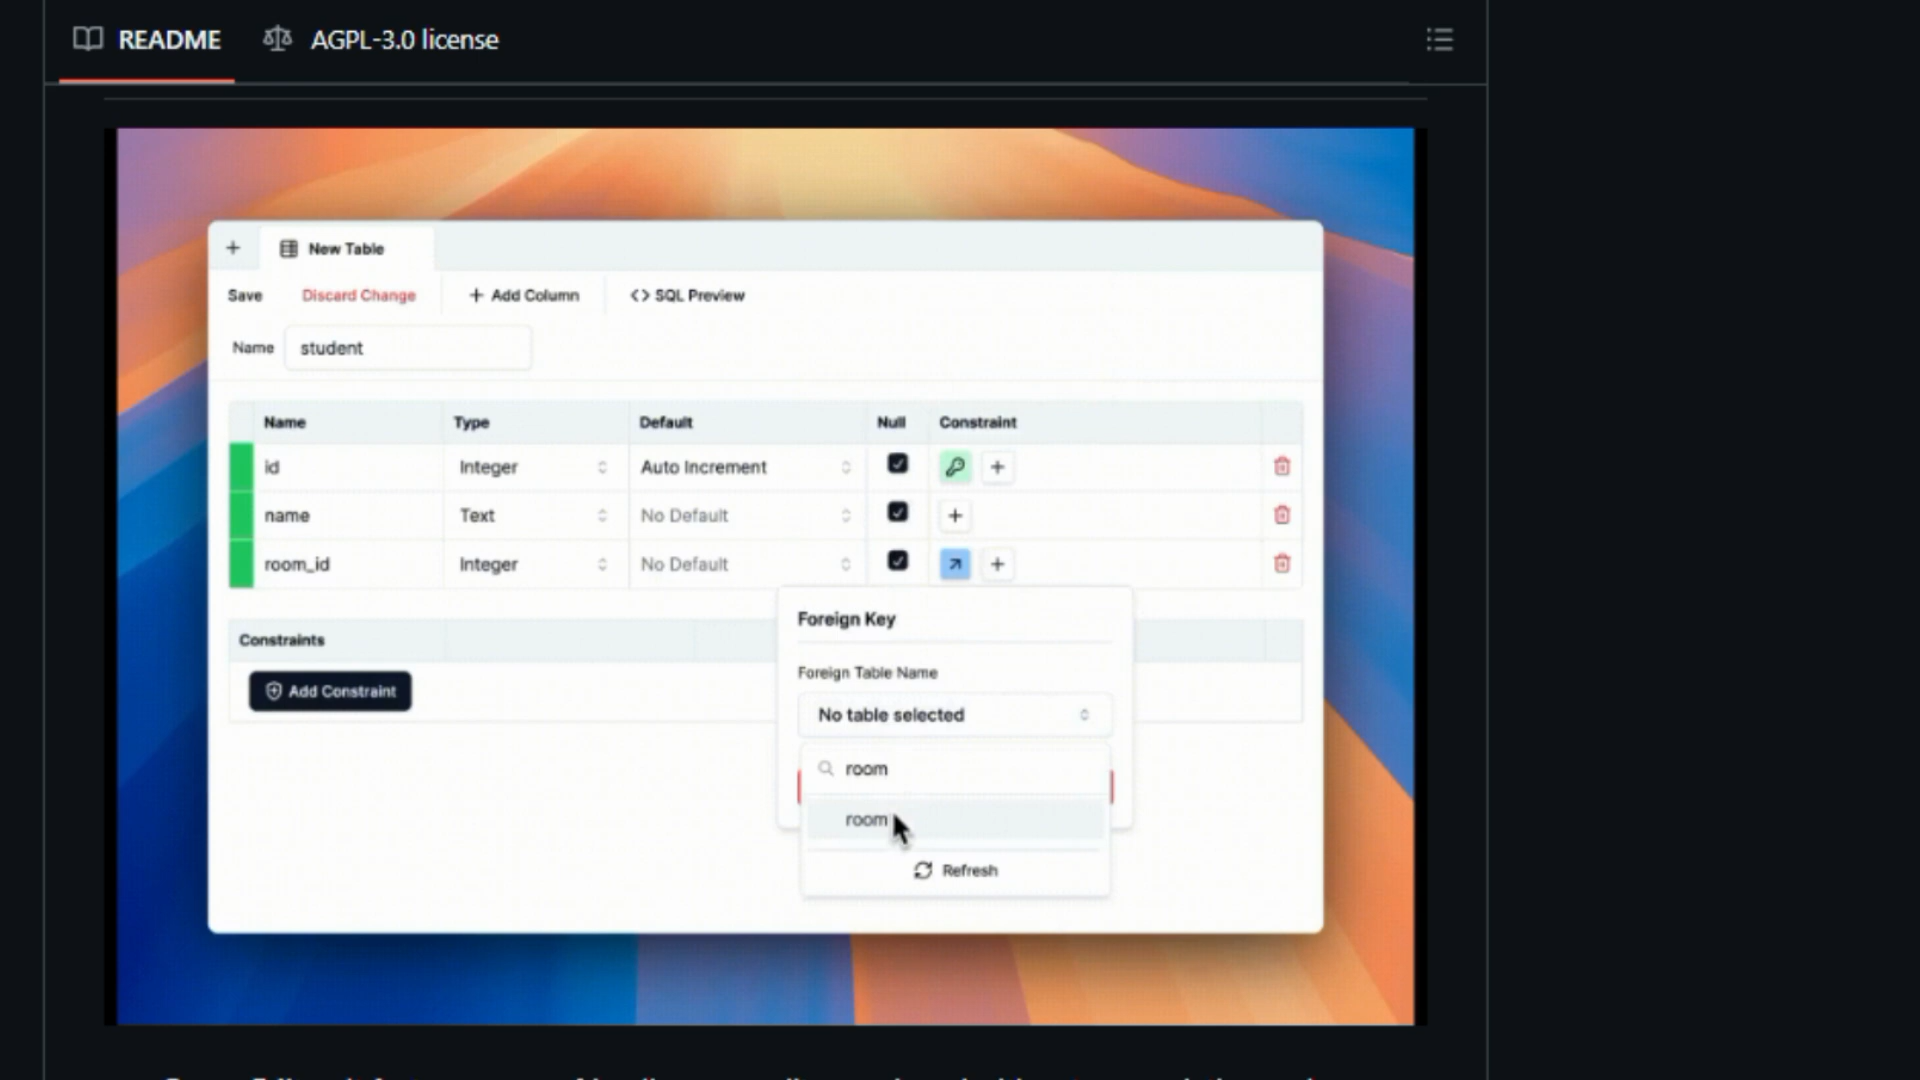 README
AGPL-3.0 license
New Table
Save
Discard Change
Add Column
SQL Preview
Name
student
Name Type Default Null Constraint
id Integer Auto Increment
name Text No Default
room_id Integer No Default
Foreign Key
Constraints
Foreign Table Name
Add Constraint
No table selected
room
room
Refresh